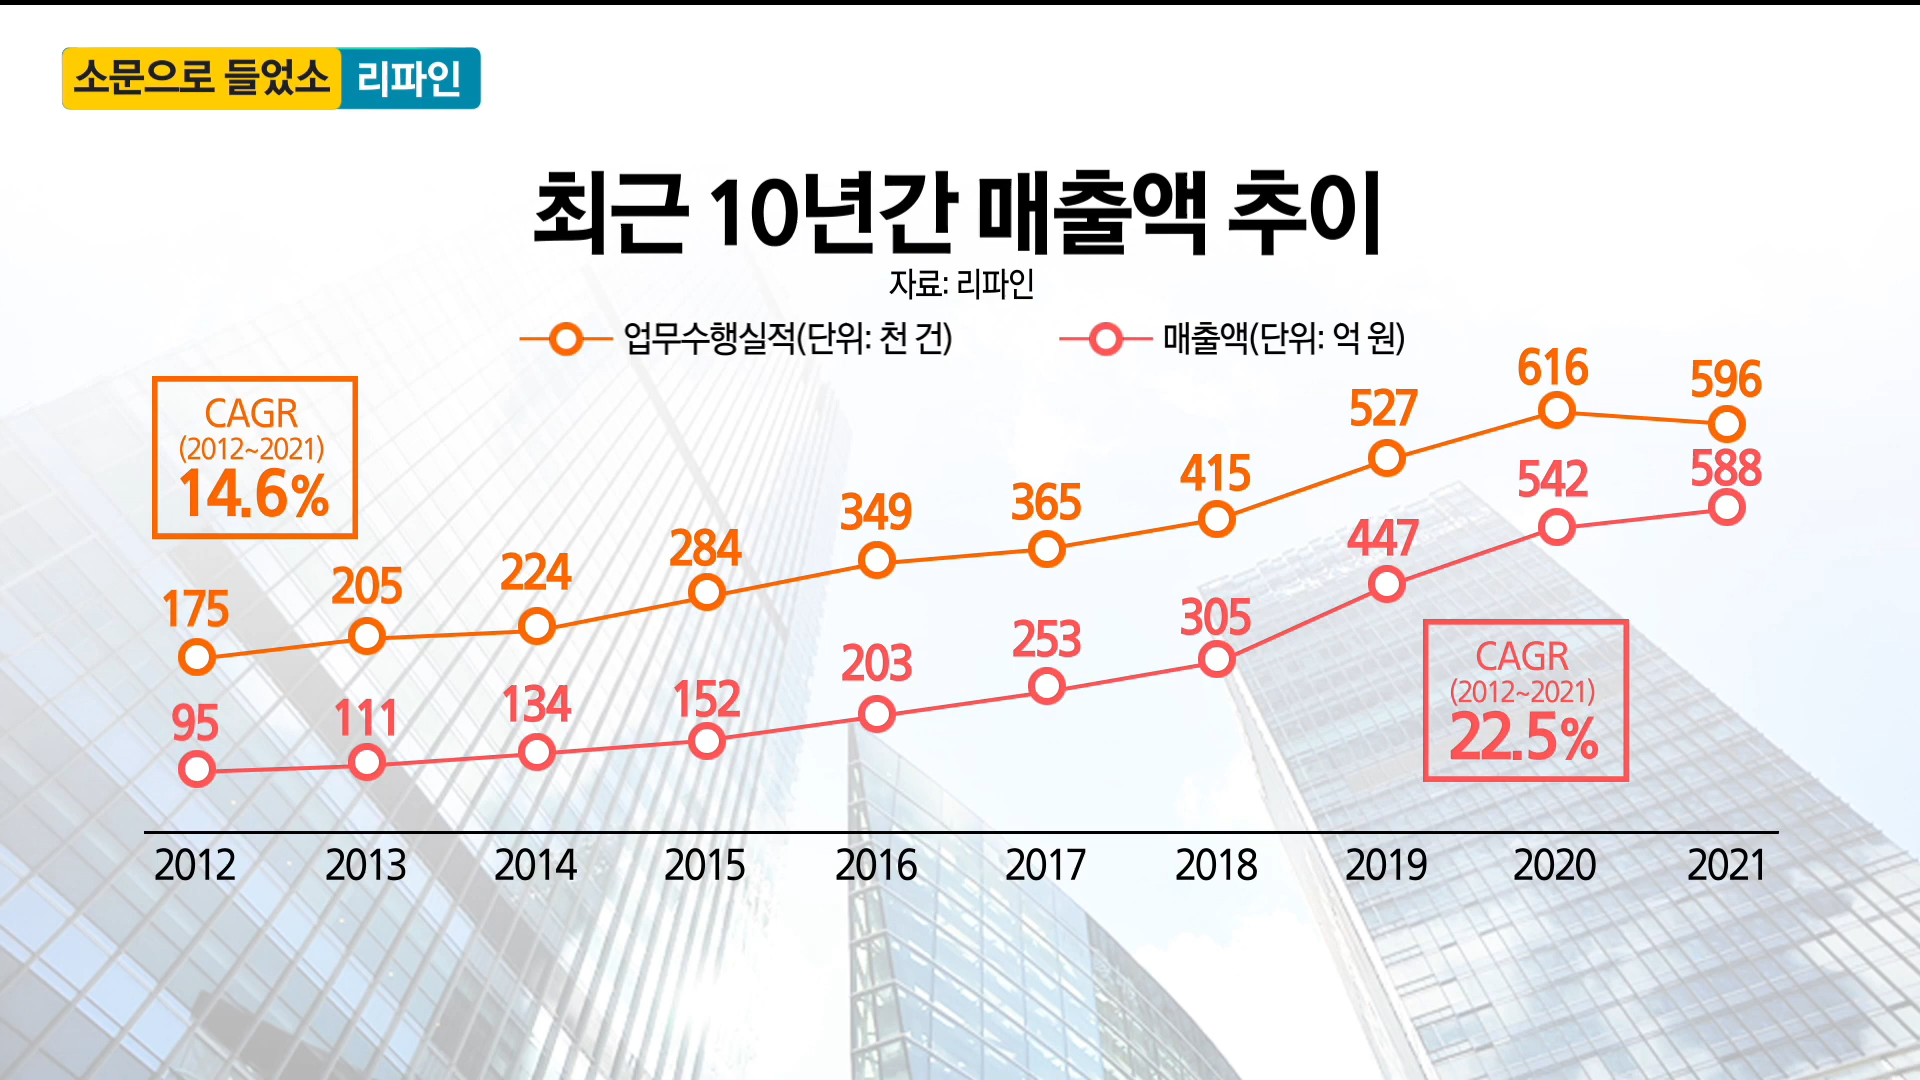 소문으로 들었소 리파인
최근 10년간 매출액 추이
자료: 리파인
업무수행실적(단위: 천 건) 매출액(단위: 억 원)
CAGR
(2012~2021)
14.6%
175 205 224 284 349 365 415 527 616 596
95 111 134 152 203 253 305 447 542 588
CAGR
(2012~2021)
22.5%
2012 2013 2014 2015 2016 2017 2018 2019 2020 2021